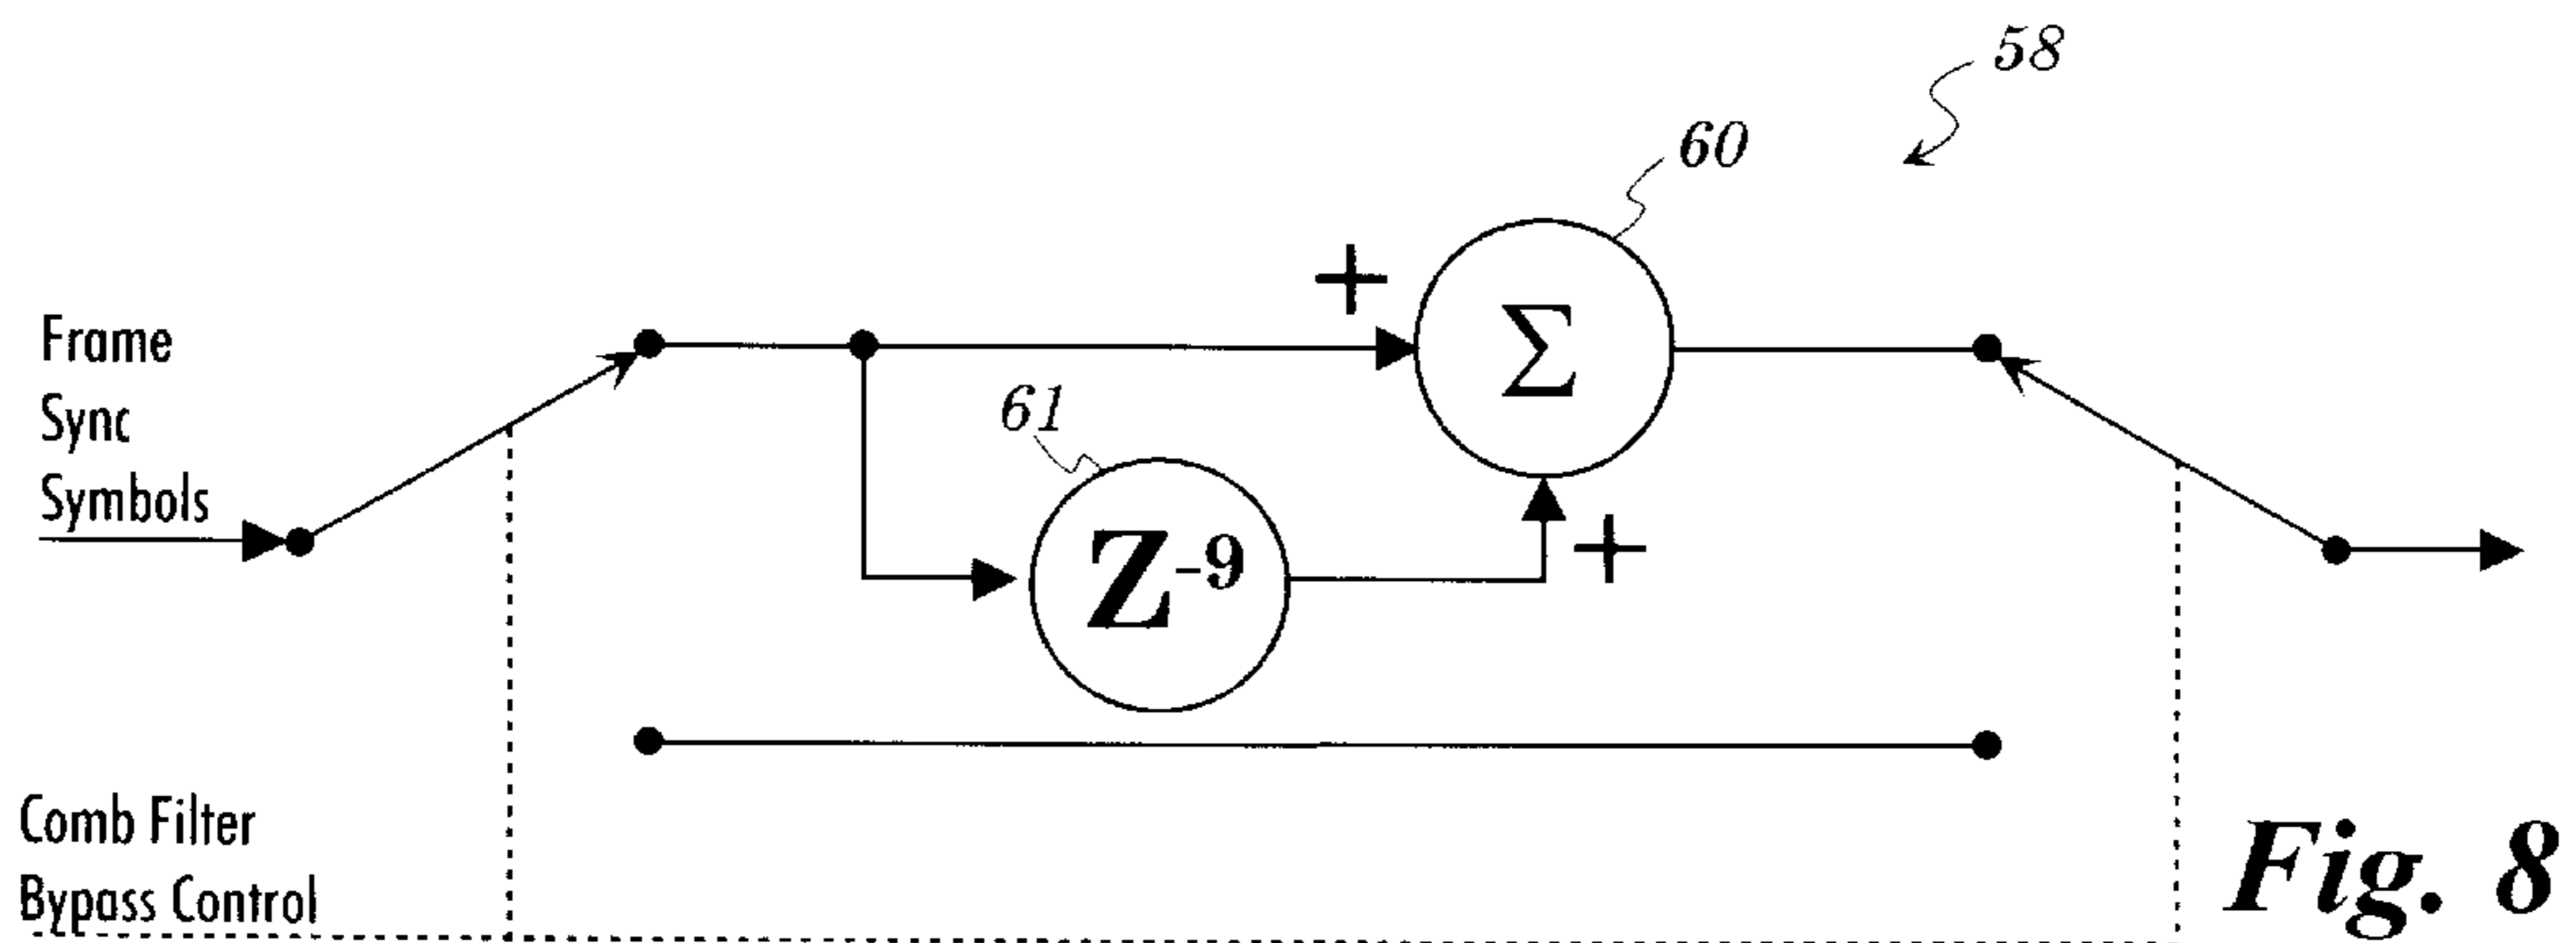 58
60
+
Frame
Sync
Symbols
Σ
61
Z-9
+
Comb Filter
Bypass Control
Fig. 8